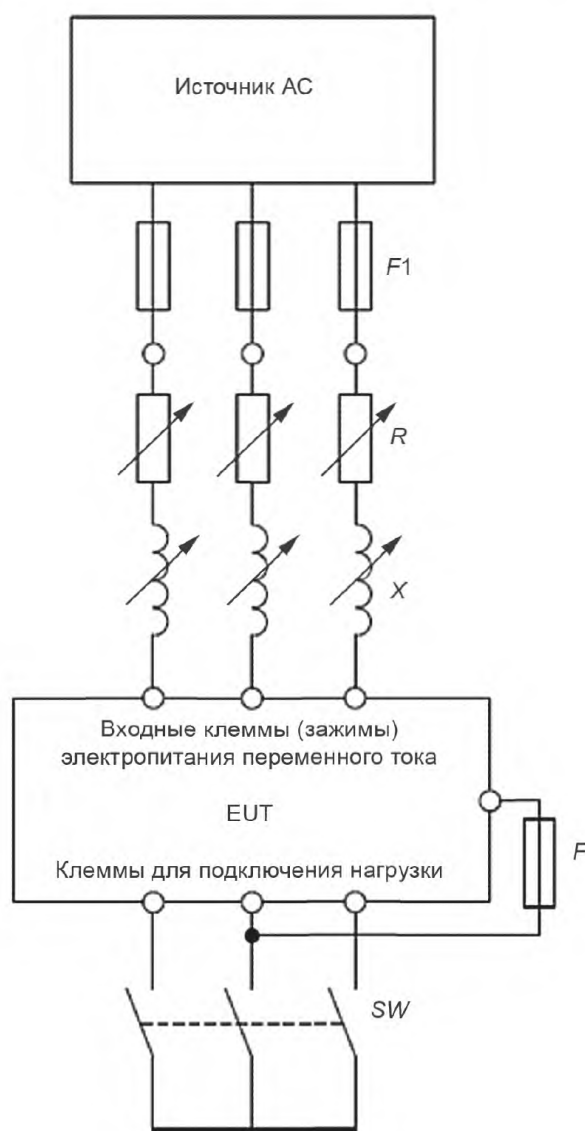 Источник АС
F1
R
X
Входные клеммы (зажимы)
электропитания переменного тока
EUT
F
Клеммы для подключения нагрузки
SW